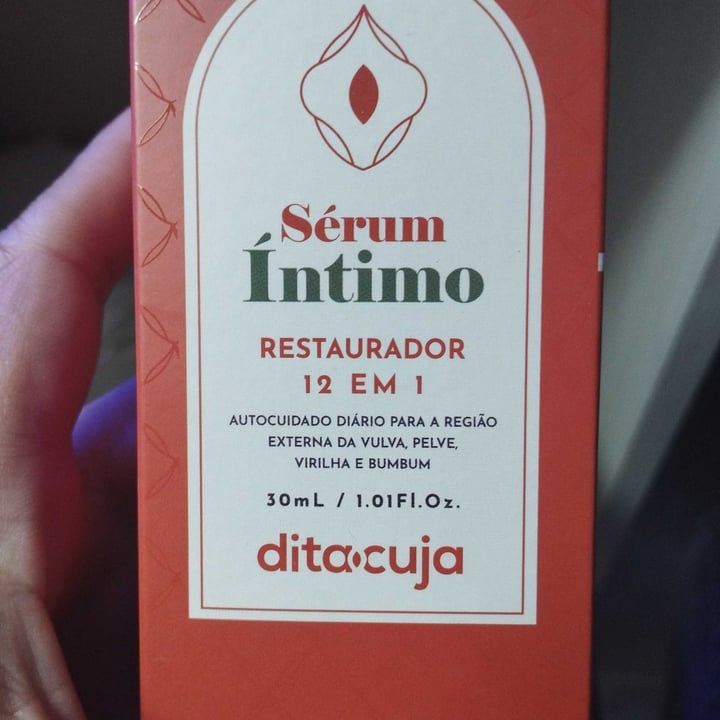 Sérum
Íntimo
RESTAURADOR
12 EM 1
AUTOCUIDADO DIÁRIO PARA A REGIÃO
EXTERNA DA VULVA, PELVE,
VIRILHA E BUMBUM
30mL / 1.01Fl.Oz.
ditacuja